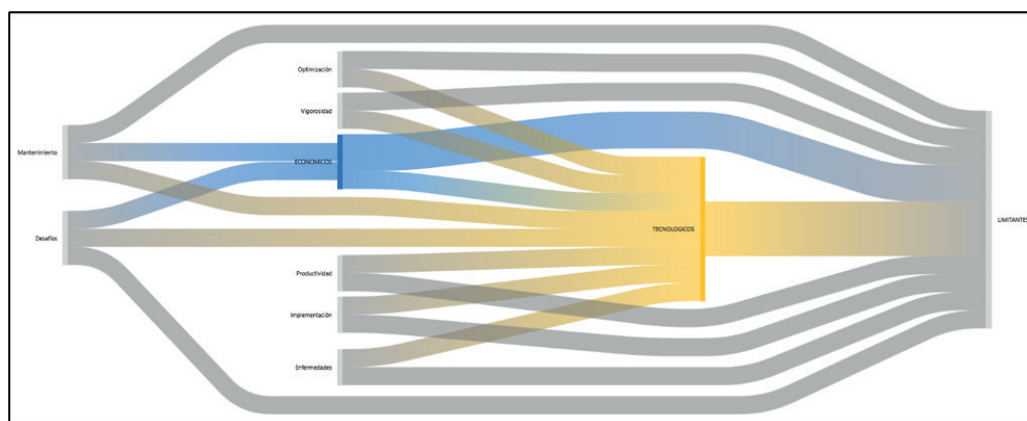 Optimización
Vigorosidad
Mantenimiento
ECONOMICOS
Desafíos
LIMITANTES
TECNOLOGICOS
Productividad
Implementación
Enfermedades